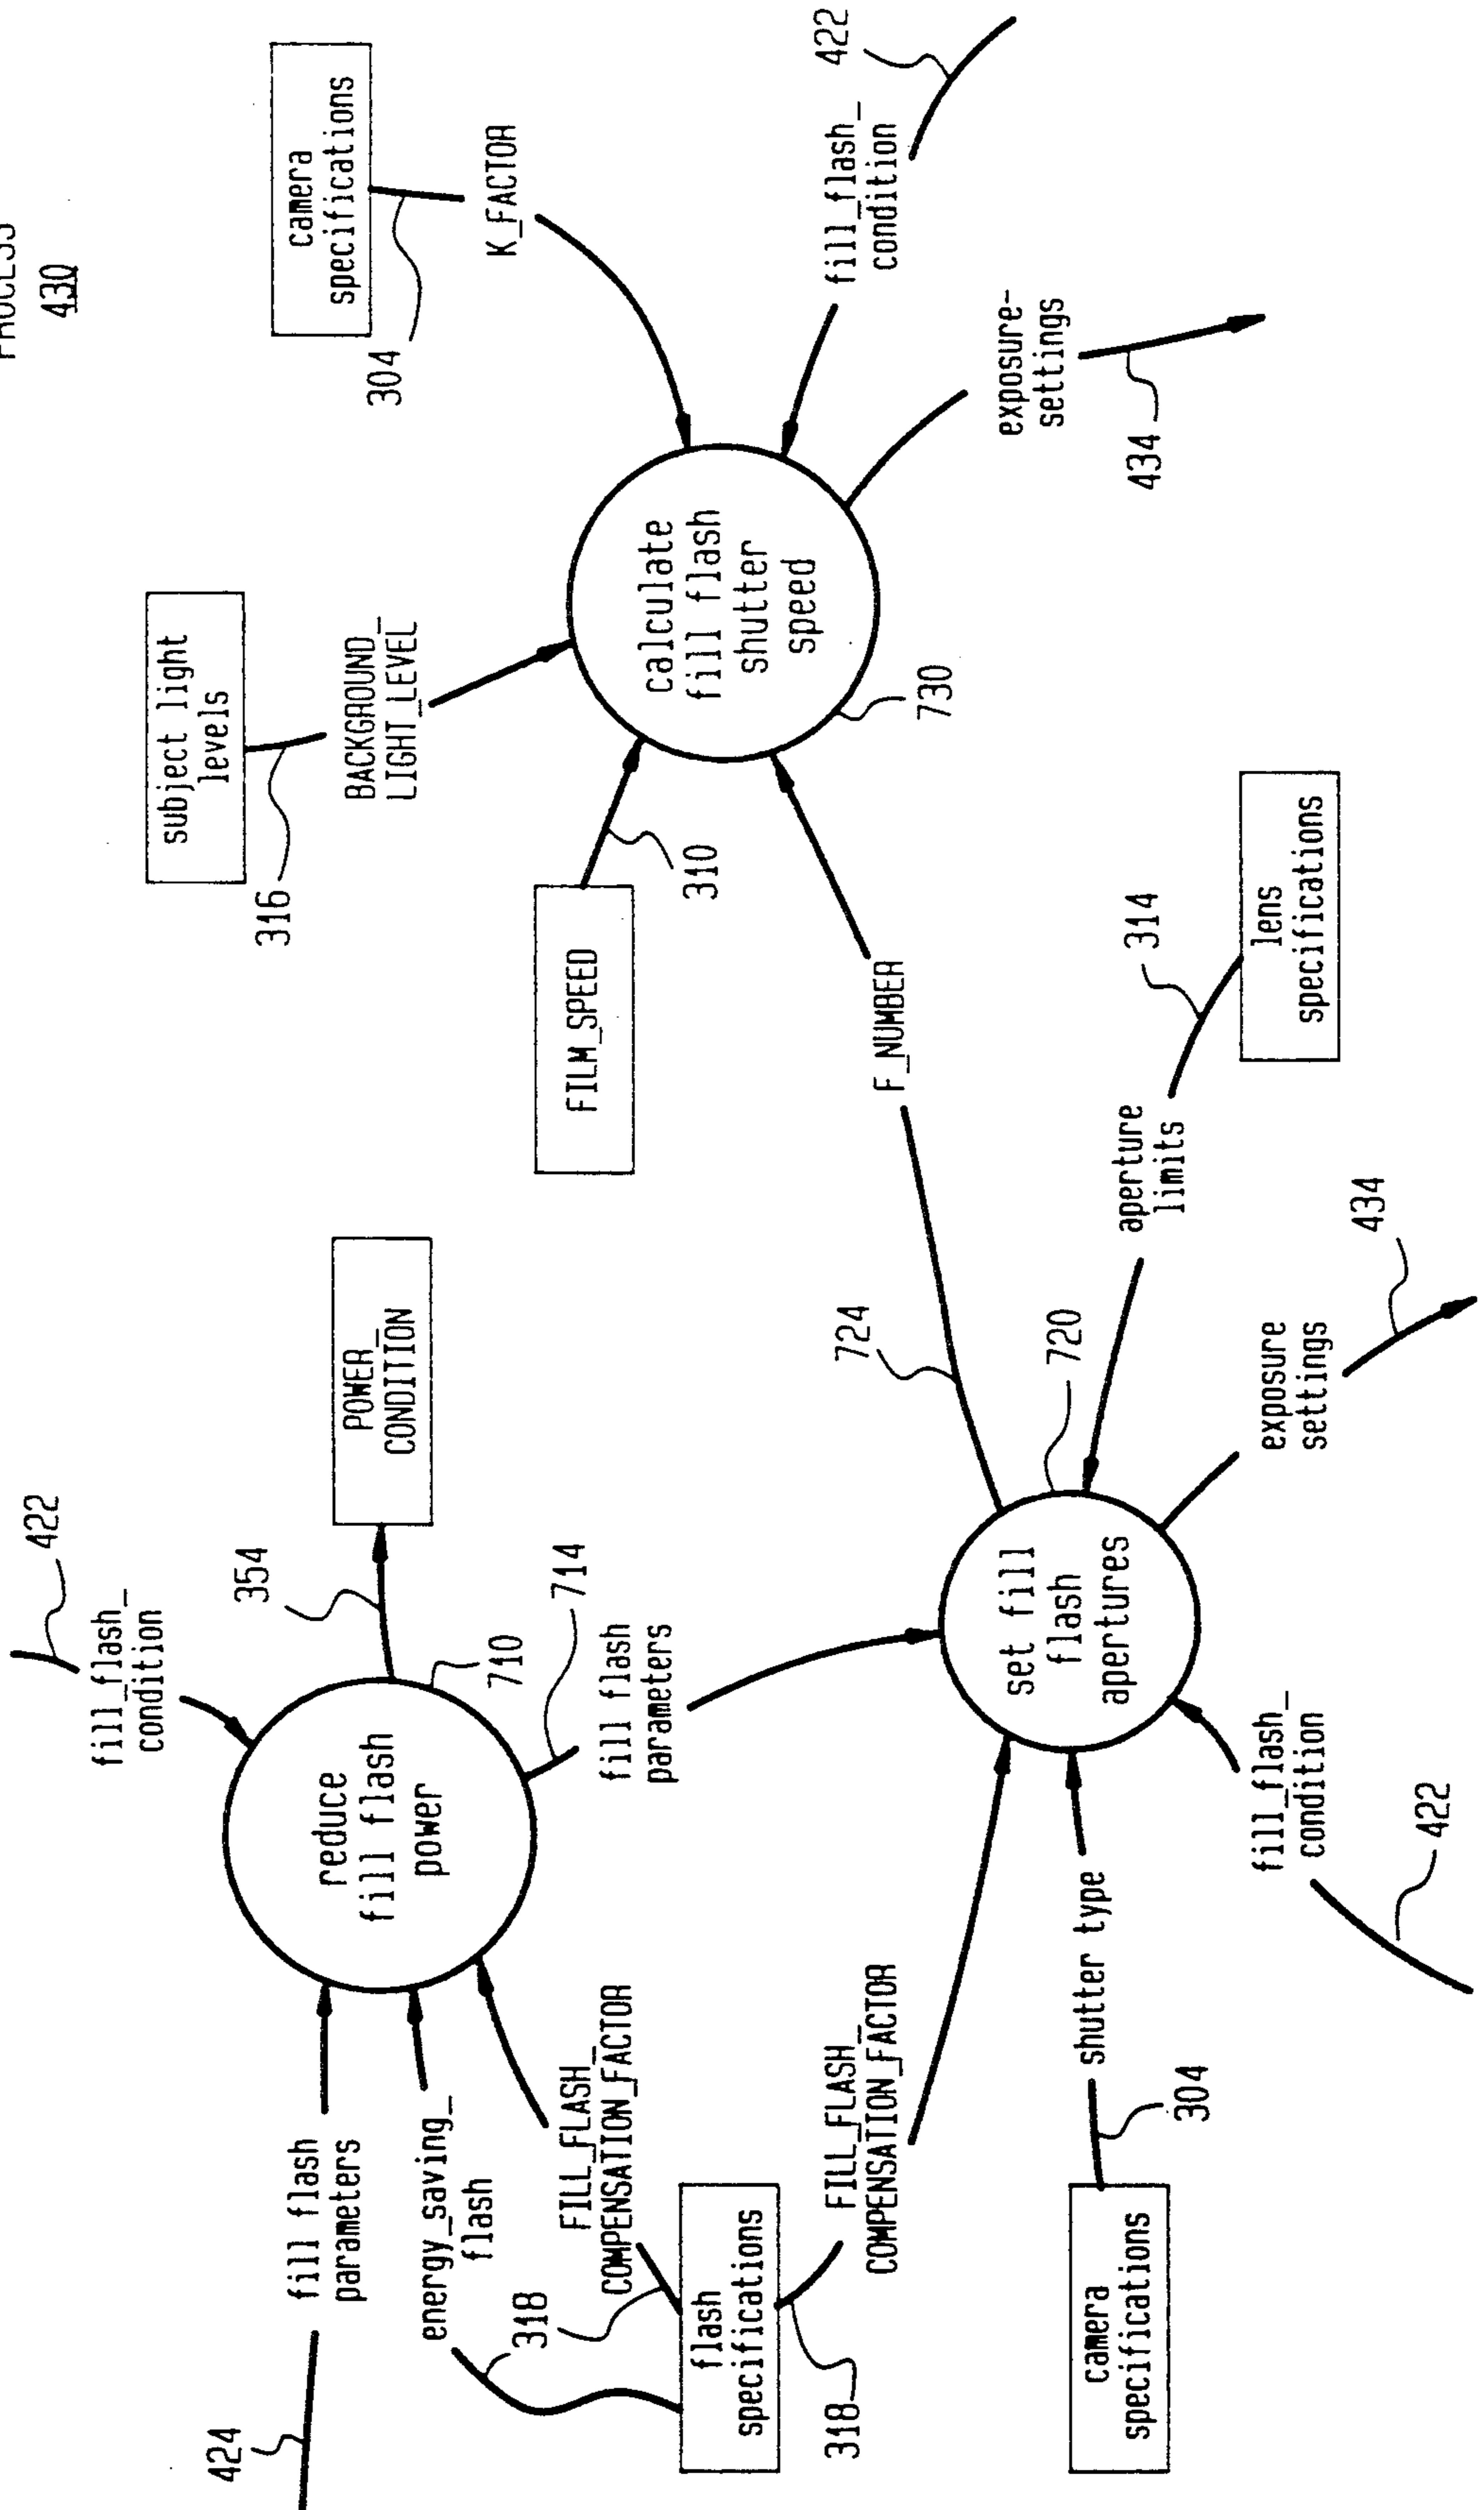 PROCESS
430
424
fill flash
parameters
energy_saving_
flash
318
FILL_FLASH_
COMPENSATION_FACTOR
flash
specifications
318
FILL_FLASH_
COMPENSATION_FACTOR
camera
specifications
304
shutter type
422
fill_flash_
condition
reduce
fill flash
power
710
354
POWER_
CONDITION
714
fill flash
parameters
422
fill_flash_
condition
set fill
flash
apertures
720
724
F_NUMBER
aperture
limits
314
lens
specifications
exposure
settings
434
FILM_SPEED
310
subject light
levels
316
BACKGROUND_
LIGHT_LEVEL
calculate
fill flash
shutter
speed
730
camera
specifications
304
K_FACTOR
fill_flash_
condition
422
exposure-
settings
434